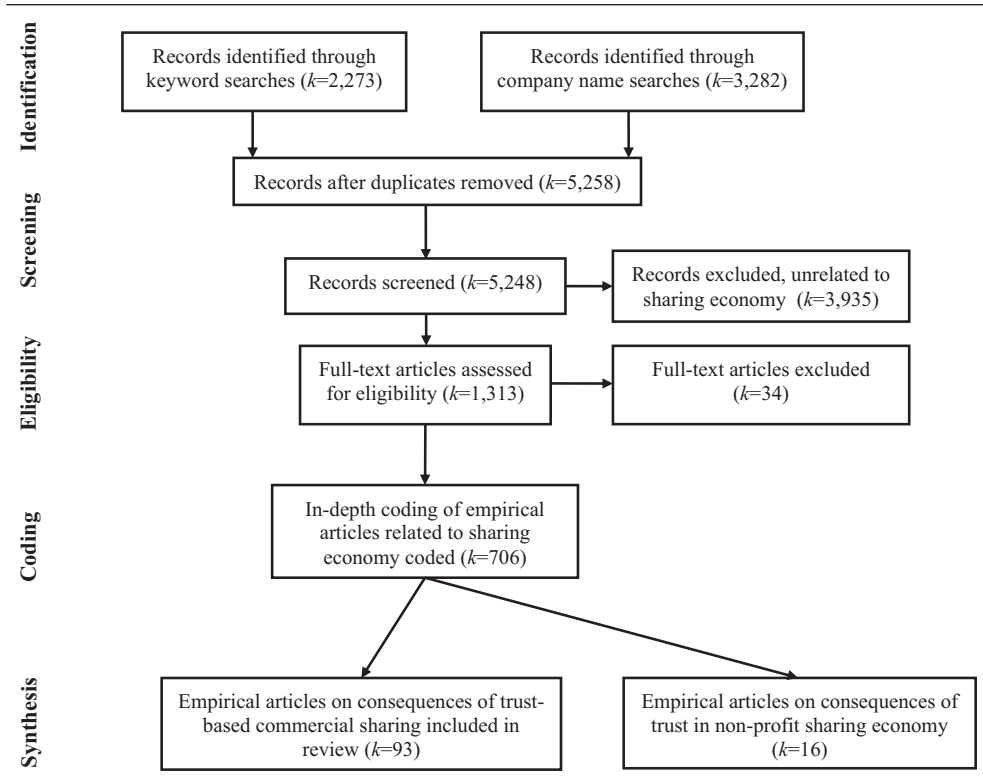 Identification
Records identified through
keyword searches (k=2,273)
Records identified through
company name searches (k=3,282)
Records after duplicates removed (k=5,258)
Screening
Records screened (k=5,248)
Records excluded, unrelated to
sharing economy (k=3,935)
Eligibility
Full-text articles assessed
for eligibility (k=1,313)
Full-text articles excluded
(k=34)
Coding
In-depth coding of empirical
articles related to sharing
economy coded (k=706)
Synthesis
Empirical articles on consequences of trust-
based commercial sharing included in
review (k=93)
Empirical articles on consequences of
trust in non-profit sharing economy
(k=16)